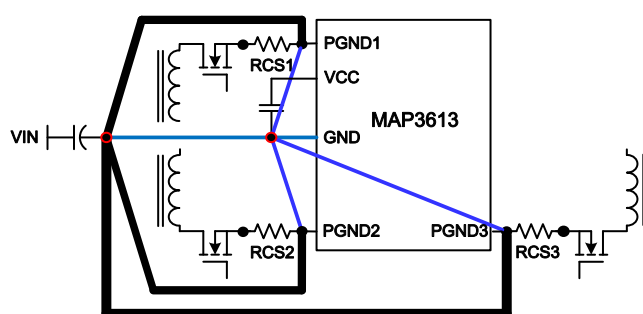 PGND1
RCS1
VCC
MAP3613
VIN
GND
PGND2
RCS2
PGND3
RCS3